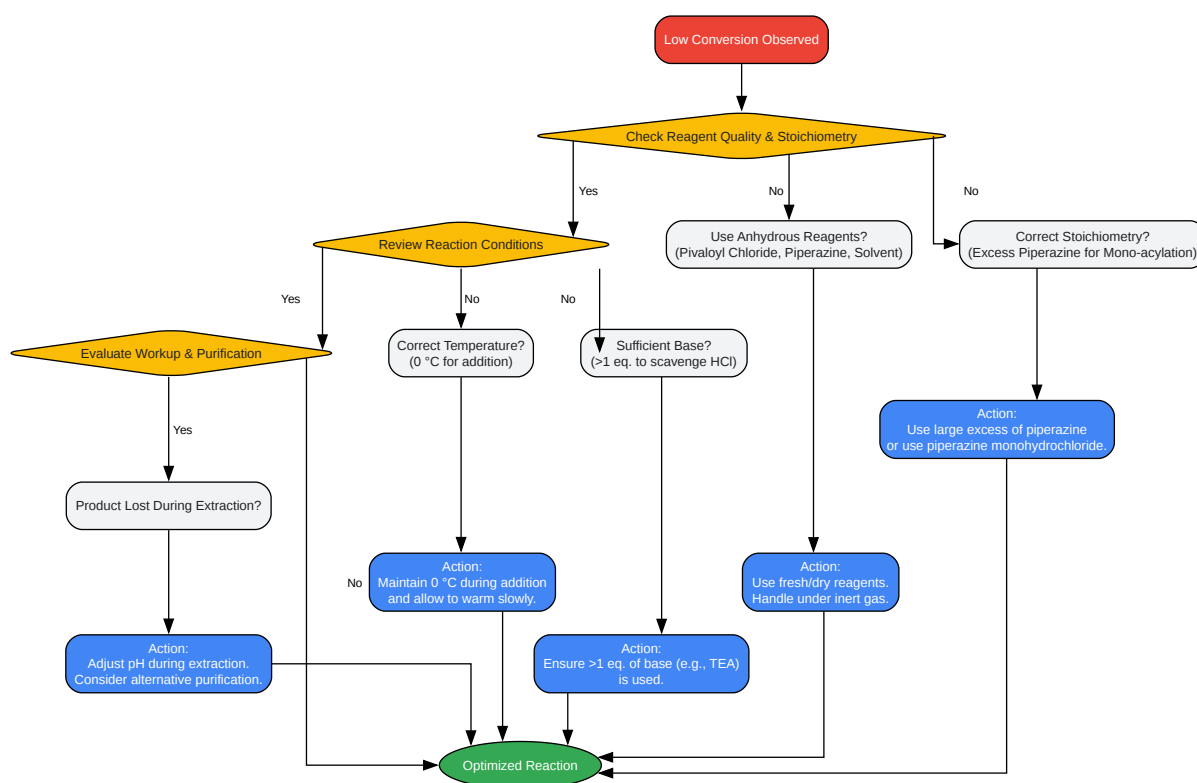 Low Conversion Observed
Check Reagent Quality & Stoichiometry
Yes
No
No
Review Reaction Conditions
Use Anhydrous Reagents?
(Pivaloyl Chloride, Piperazine, Solvent)
Correct Stoichiometry?
(Excess Piperazine for Mono-acylation)
Yes
No
No
Evaluate Workup & Purification
Correct Temperature?
(0 °C for addition)
Sufficient Base?
(>1 eq. to scavenge HCl)
Action:
Use large excess of piperazine
or use piperazine monohydrochloride.
Yes
Product Lost During Extraction?
No
Action:
Maintain 0 °C during addition
and allow to warm slowly.
Action:
Use fresh/dry reagents.
Handle under inert gas.
Action:
Adjust pH during extraction.
Consider alternative purification.
Action:
Ensure >1 eq. of base (e.g., TEA)
is used.
Optimized Reaction